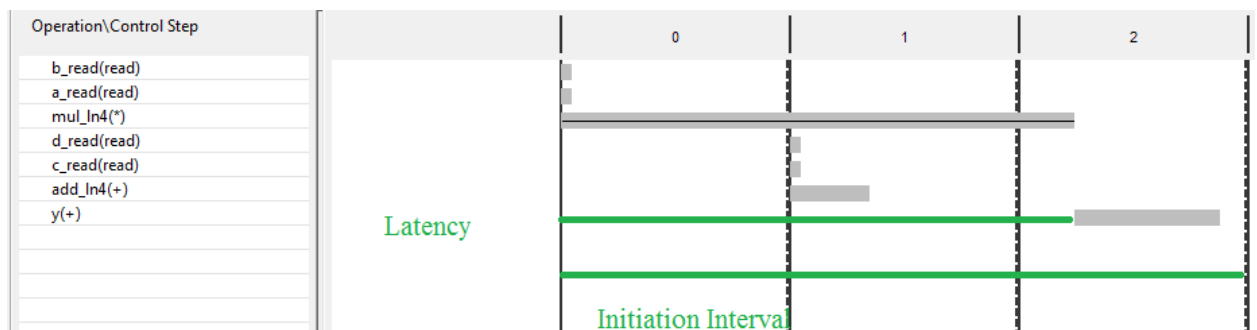 Operation\Control Step
0
1
2
b_read(read)
a_read(read)
mul_ln4(*)
d_read(read)
c_read(read)
add_ln4(+)
y(+)
Latency
Initiation Interval